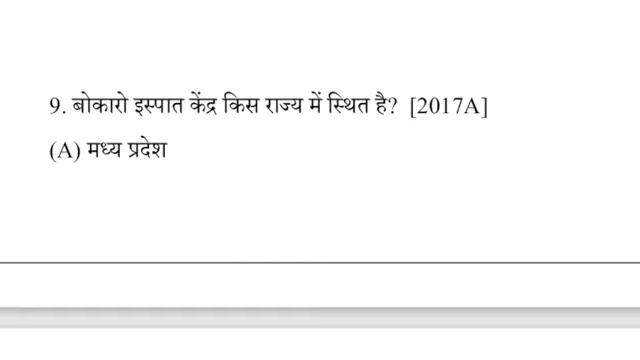 9. बोकारो इस्पात केंद्र किस राज्य में स्थित है? [2017A]
(A) मध्य प्रदेश